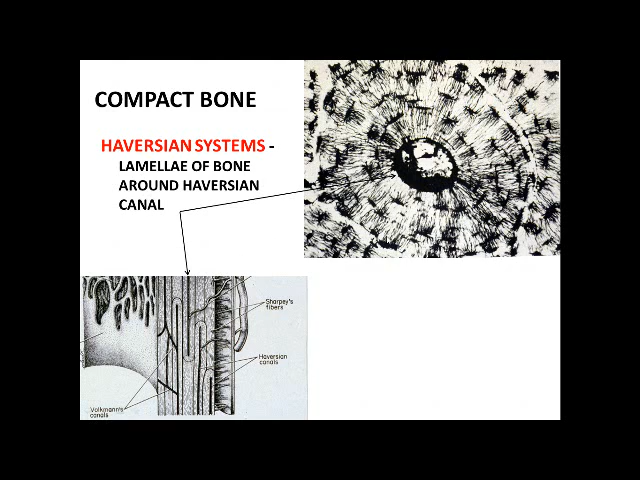 COMPACT BONE
HAVERSIAN SYSTEMS -
LAMELLAE OF BONE
AROUND HAVERSIAN
CANAL
Sharpey's
fibers
Haversian
canals
Volkmann's
canals